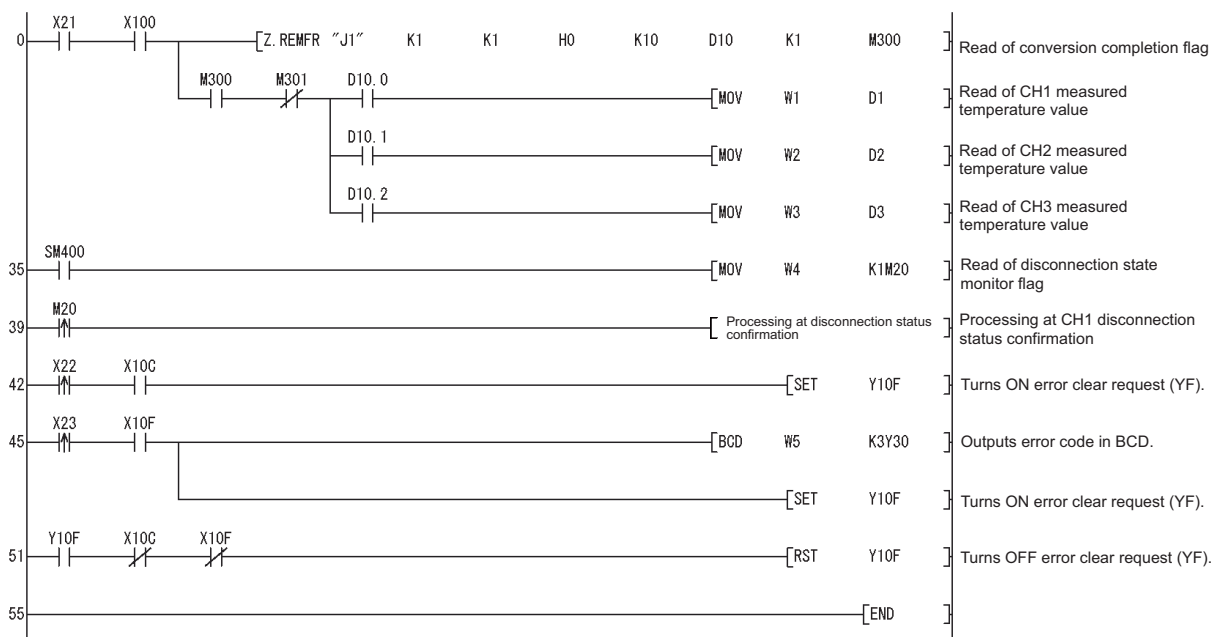 X21 X100
0 [Z.REMFR "J1" K1 K1 H0 K10 D10 K1 M300 ] Read of conversion completion flag
M300 M301 D10.0
[MOV W1 D1 ] Read of CH1 measured
temperature value
D10.1
[MOV W2 D2 ] Read of CH2 measured
temperature value
D10.2
[MOV W3 D3 ] Read of CH3 measured
temperature value
SM400
35 [MOV W4 K1M20 ] Read of disconnection state
monitor flag
M20
39 [ Processing at disconnection status
confirmation ] Processing at CH1 disconnection
status confirmation
X22 X10C
42 [SET Y10F ] Turns ON error clear request (YF).
X23 X10F
45 [BCD W5 K3Y30 ] Outputs error code in BCD.
[SET Y10F ] Turns ON error clear request (YF).
Y10F X10C X10F
51 [RST Y10F ] Turns OFF error clear request (YF).
55 [END ]